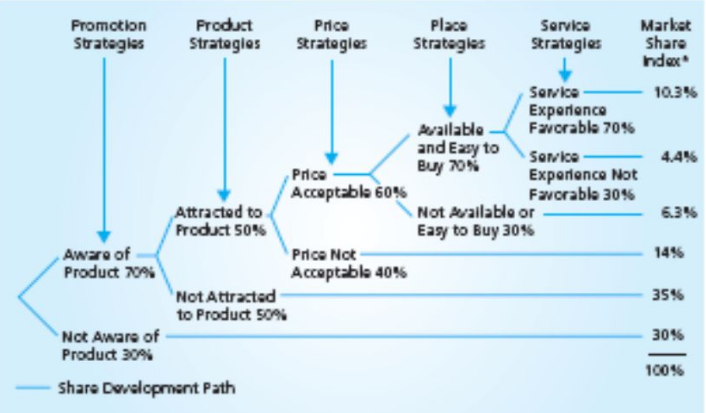 Promotion Strategies
Product Strategies
Price Strategies
Place Strategies
Service Strategies
Market Share Index*
Service Experience Favorable 70%
10.3%
Available and Easy to Buy 70%
Service Experience Not Favorable 30%
4.4%
Price Acceptable 60%
Attracted to Product 50%
Not Available or Easy to Buy 30%
6.3%
Aware of Product 70%
Price Not Acceptable 40%
14%
Not Attracted to Product 50%
35%
Not Aware of Product 30%
30%
100%
Share Development Path